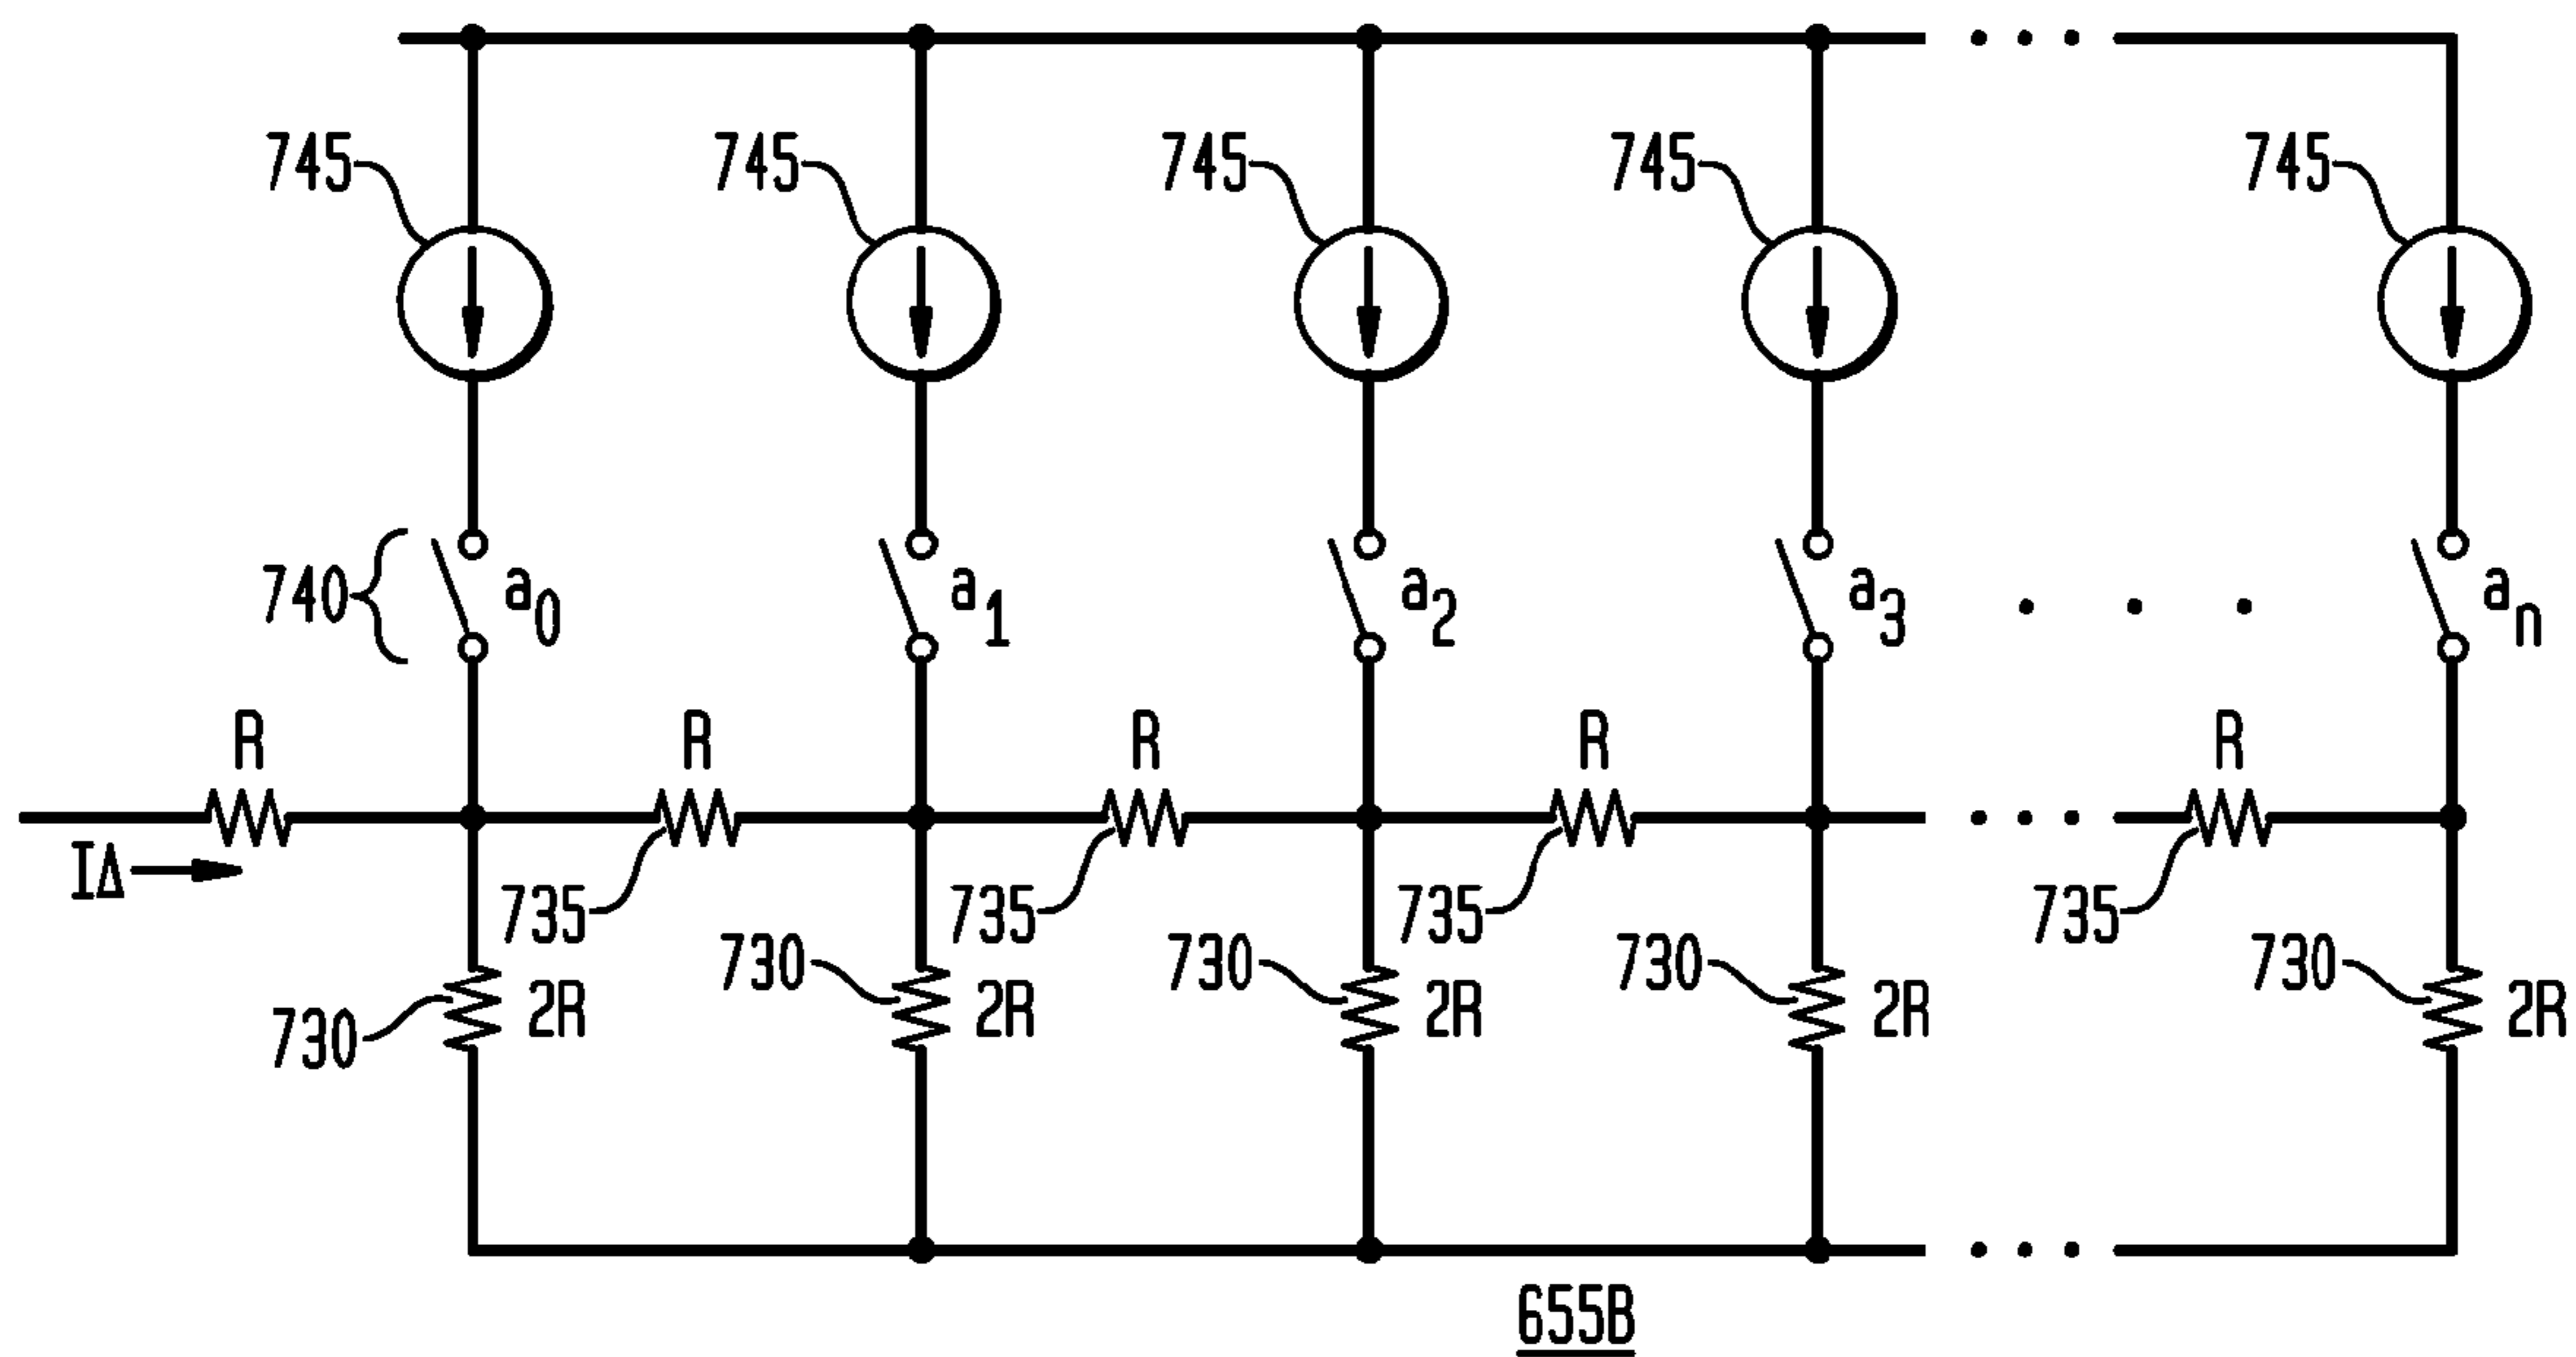 745 745 745 745 745
740 a0 a1 a2 a3 an
R R R R R
IΔ
735 735 735 735
730 730 730 730
730 2R 2R 2R 2R 2R
655B